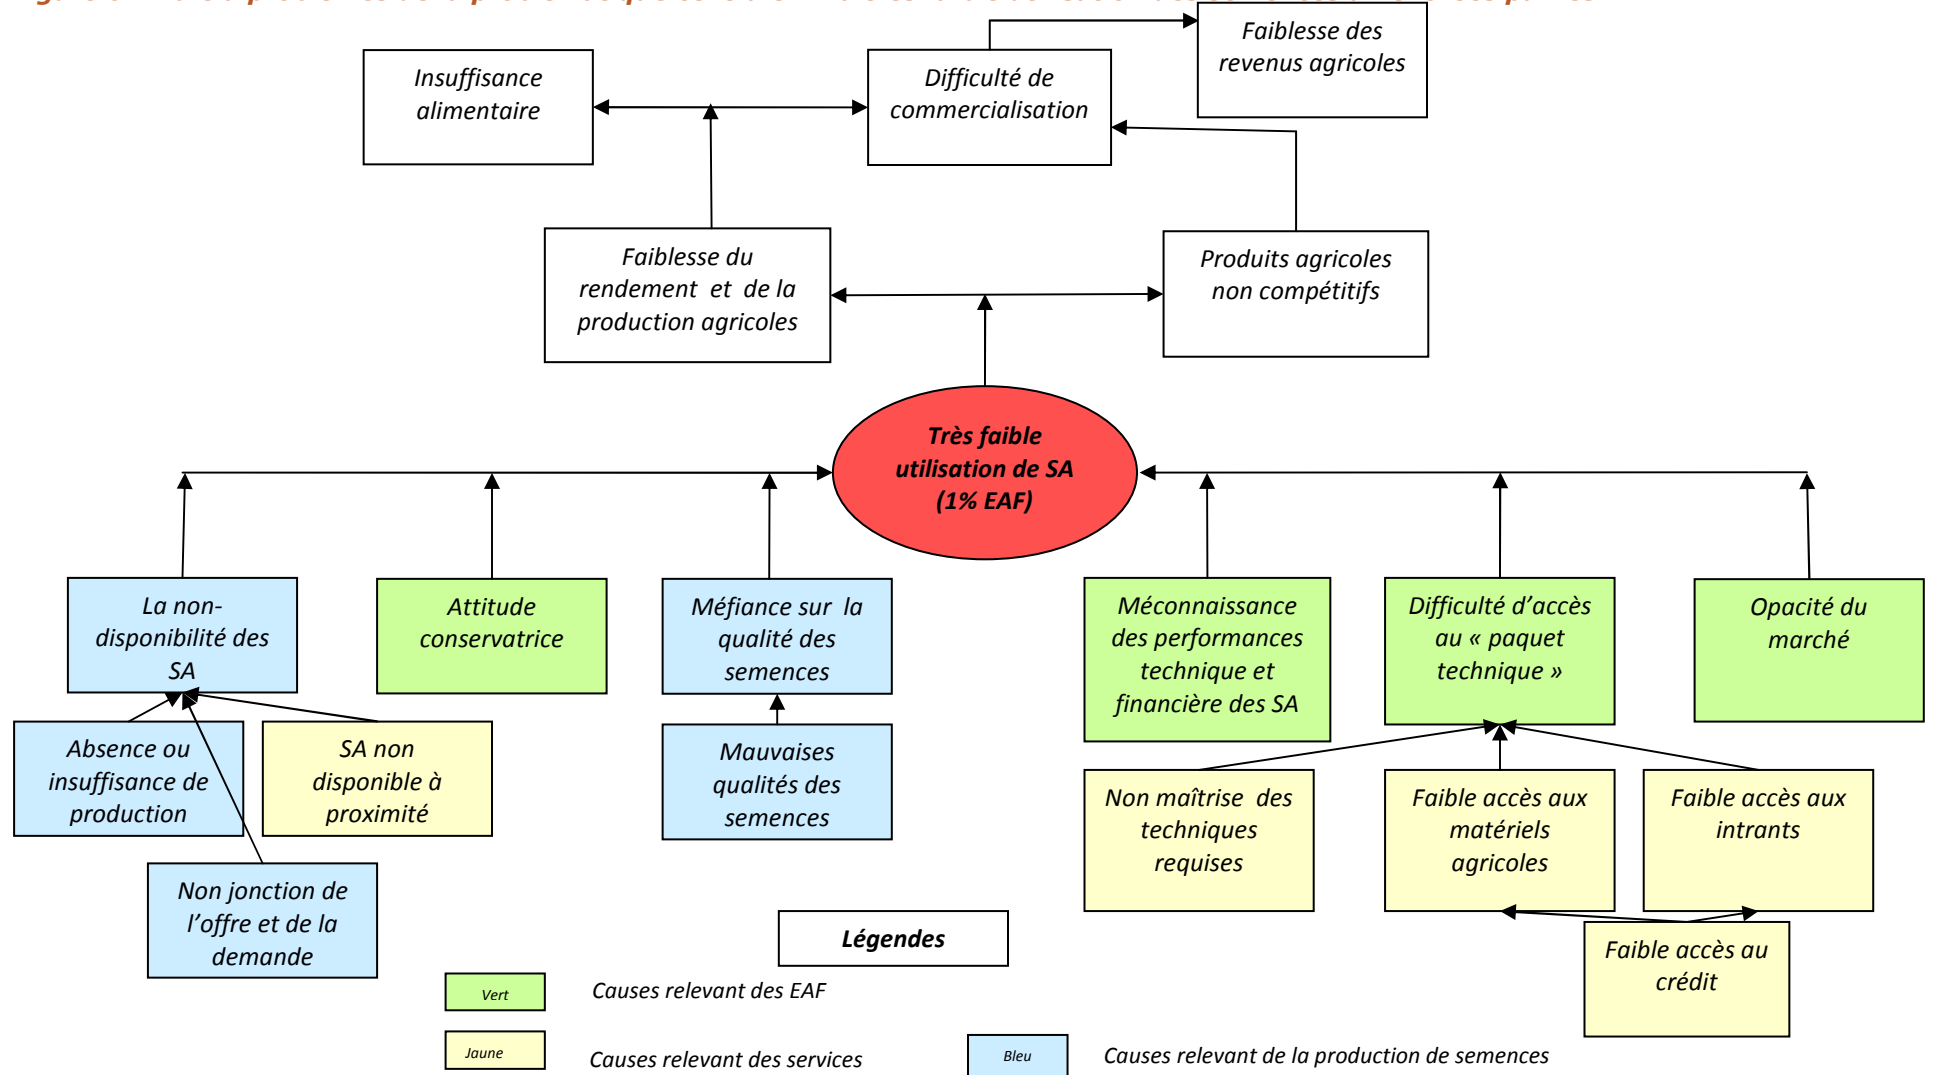 Faiblesse des
revenus agricoles
Insuffisance
alimentaire
Difficulté de
commercialisation
Faiblesse du
rendement et de la
production agricoles
Produits agricoles
non compétitifs
Très faible
utilisation de SA
(1% EAF)
La non-
disponibilité des
SA
Attitude
conservatrice
Méfiance sur la
qualité des
semences
Méconnaissance
des performances
technique et
financière des SA
Difficulté d'accès
au « paquet
technique »
Opacité du
marché
Absence ou
insuffisance de
production
SA non
disponible à
proximité
Mauvaises
qualités des
semences
Non maîtrise des
techniques
requises
Faible accès aux
matériels
agricoles
Faible accès aux
intrants
Non jonction de
l'offre et de la
demande
Faible accès au
crédit
Légendes
Vert
Causes relevant des EAF
Jaune
Causes relevant des services
Bleu
Causes relevant de la production de semences